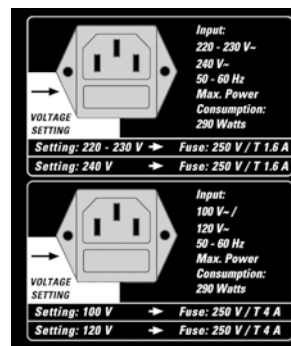 Input:
220 - 230 V~
240 V~
50 - 60 Hz
Max. Power
Consumption:
290 Watts
VOLTAGE
SETTING
Setting: 220 - 230 V → Fuse: 250 V / T 1.6 A
Setting: 240 V → Fuse: 250 V / T 1.6 A
Input:
100 V~ /
120 V~
50 - 60 Hz
Max. Power
Consumption:
290 Watts
VOLTAGE
SETTING
Setting: 100 V → Fuse: 250 V / T 4 A
Setting: 120 V → Fuse: 250 V / T 4 A